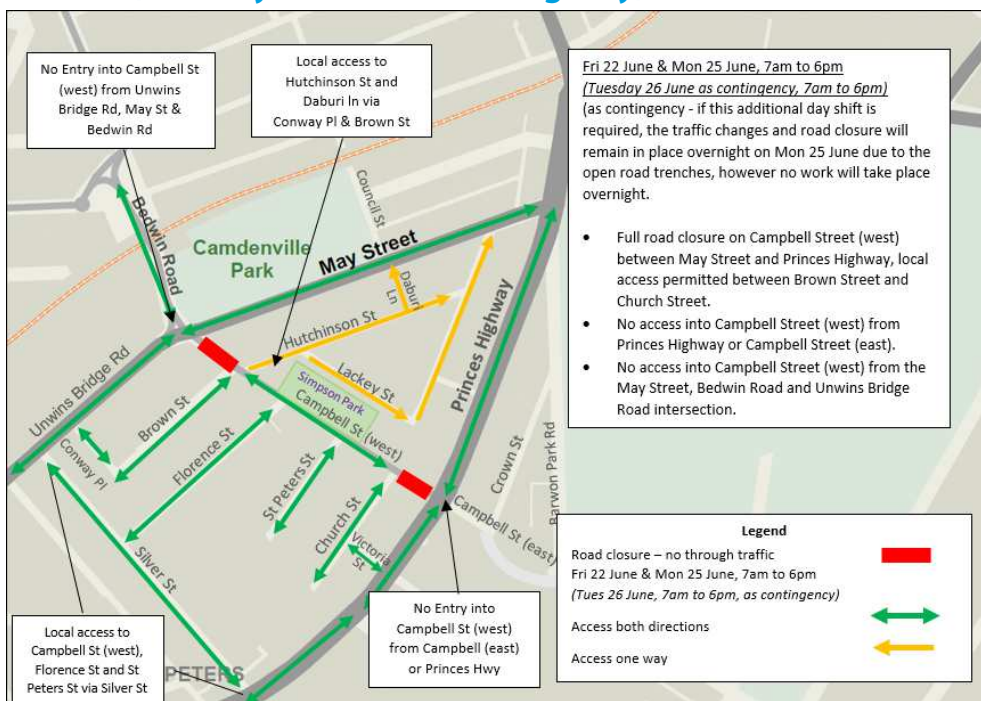 No Entry into Campbell St
(west) from Unwins
Bridge Rd, May St &
Bedwin Rd
Local access to
Hutchinson St and
Daburi ln via
Conway Pl & Brown St
Fri 22 June & Mon 25 June, 7am to 6pm
(Tuesday 26 June as contingency, 7am to 6pm)
(as contingency - if this additional day shift is
required, the traffic changes and road closure will
remain in place overnight on Mon 25 June due to the
open road trenches, however no work will take place
overnight.
• Full road closure on Campbell Street (west)
between May Street and Princes Highway, local
access permitted between Brown Street and
Church Street.
• No access into Campbell Street (west) from
Princes Highway or Campbell Street (east).
• No access into Campbell Street (west) from the
May Street, Bedwin Road and Unwins Bridge
Road intersection.
Bedwin Road
Council St
Camdenville
Park
May Street
Daburi
Ln
Hutchinson St
Princes Highway
Lackey St
Simpson Park
Campbell St (west)
Unwins Bridge Rd
Brown St
Conway Pl
Florence St
St Peters St
Church St
Victoria
St
Silver St
Crown St
Barwon Park Rd
Campbell St (east)
PETERS
Local access to
Campbell St (west),
Florence St and St
Peters St via Silver St
No Entry into
Campbell St (west)
from Campbell (east)
or Princes Hwy
Legend
Road closure – no through traffic
Fri 22 June & Mon 25 June, 7am to 6pm
(Tues 26 June, 7am to 6pm, as contingency)
Access both directions
Access one way